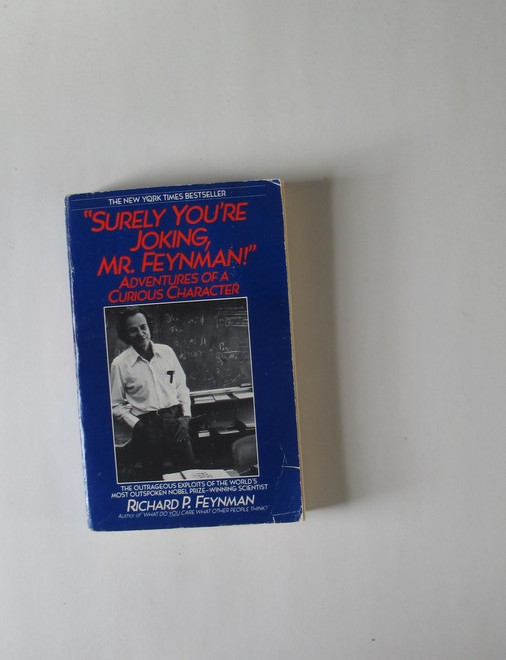 THE NEW YORK TIMES BESTSELLER
"SURELY YOU'RE
JOKING,
MR. FEYNMAN!"
ADVENTURES OF A
CURIOUS CHARACTER
THE OUTRAGEOUS EXPLOITS OF THE WORLD'S
MOST OUTSPOKEN NOBEL PRIZE-WINNING SCIENTIST
RICHARD P. FEYNMAN
Author of "WHAT DO YOU CARE WHAT OTHER PEOPLE THINK?"